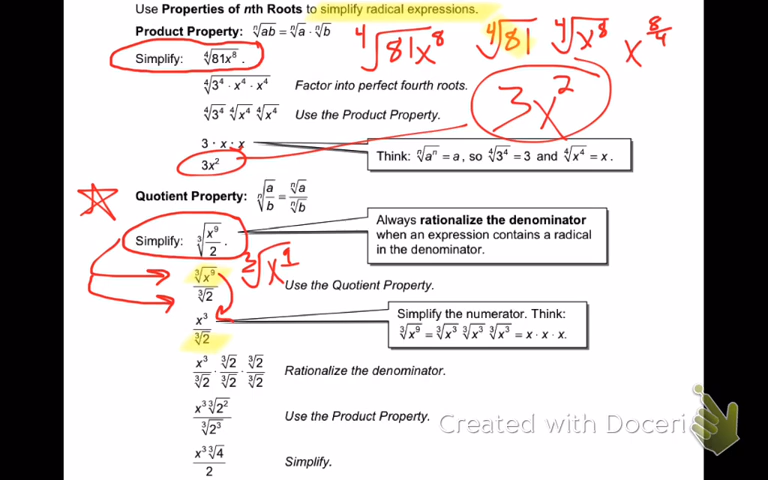 Use Properties of nth Roots to simplify radical expressions.
Product Property: ⁿ√ab = ⁿ√a · ⁿ√b
⁴√81x⁸ ⁴√81 ⁴√x⁸ x^(8/4)
Simplify: ⁴√81x⁸ .
⁴√3⁴ · x⁴ · x⁴ Factor into perfect fourth roots.
3x²
⁴√3⁴ ⁴√x⁴ ⁴√x⁴ Use the Product Property.
3 · x · x
3x²
Think: ⁿ√aⁿ = a, so ⁴√3⁴ = 3 and ⁴√x⁴ = x.
Quotient Property: ⁿ√(a/b) = ⁿ√a / ⁿ√b
Simplify: ³√(x⁹/2) .
Always rationalize the denominator
when an expression contains a radical
in the denominator.
³√x⁹ / ³√2 ³√x⁹ Use the Quotient Property.
x³ / ³√2
Simplify the numerator. Think:
³√x⁹ = ³√x³ ³√x³ ³√x³ = x · x · x.
x³/³√2 · ³√2/³√2 · ³√2/³√2 Rationalize the denominator.
x³ ³√2² / ³√2³ Use the Product Property.
Created with Doceri
x³ ³√4 / 2 Simplify.